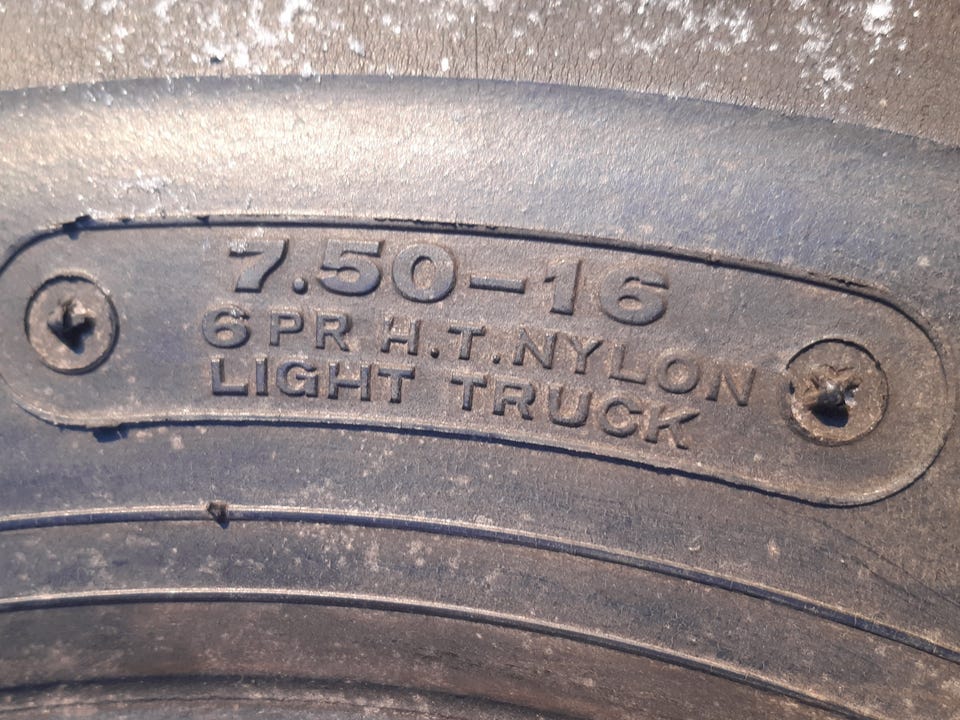 7.50-16
6 PR H.T. NYLON
LIGHT TRUCK